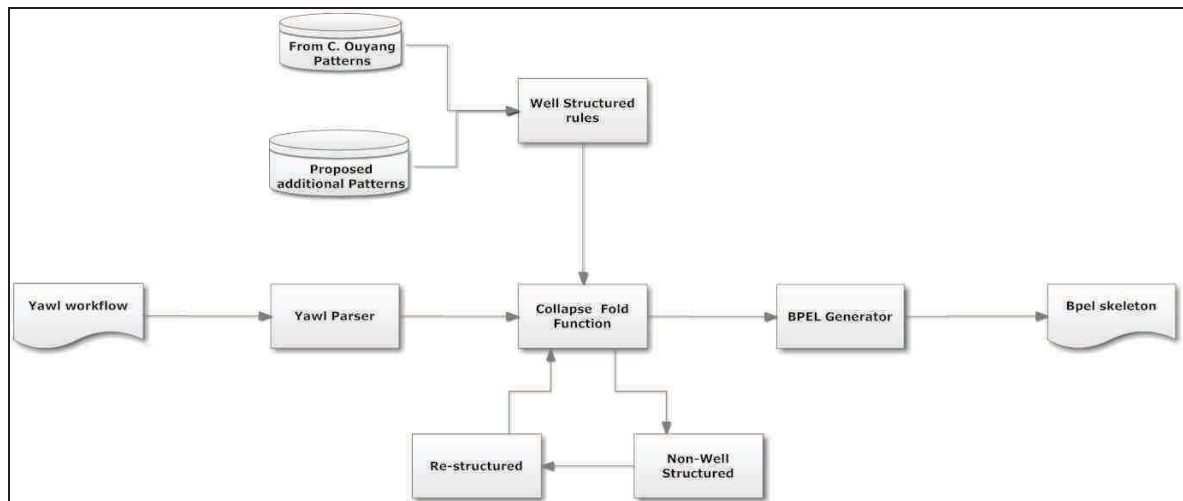 From C. Ouyang
Patterns
Well Structured
rules
Proposed
additional Patterns
Yawl workflow
Yawl Parser
Collapse Fold
Function
BPEL Generator
Bpel skeleton
Re-structured
Non-Well
Structured